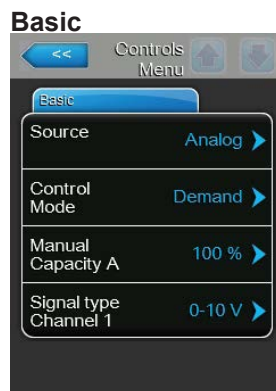 Basic
<<
Controls
Menu
Basic
Source
Analog
Control
Mode
Demand
Manual
Capacity A
100 %
Signal type
Channel 1
0-10 V